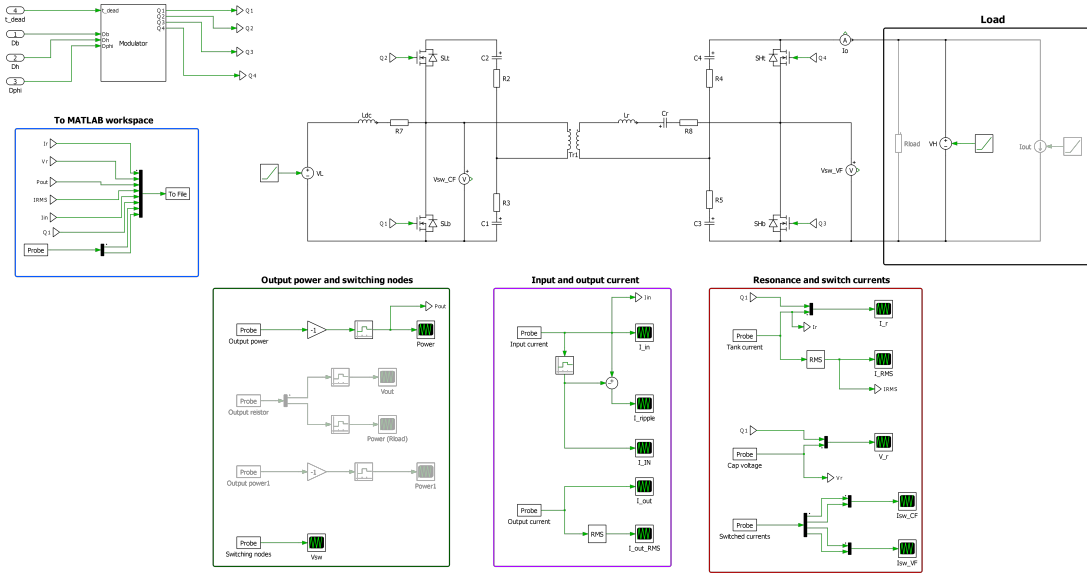 4
t_dead
1
Db
2
Dh
3
Dphi
t_dead
Db
Dh
Dphi
Modulator
Q1
Q2
Q3
Q4
Q1
Q2
Q3
Q4
To MATLAB workspace
Ir
Vr
Pout
IRMS
Iin
Q1
Probe
To File
VL
Ldc
R7
Q2
SLt
Q1
SLb
C2
R2
R3
C1
Vsw_CF
V
Tr1
Lr
Cr
R8
C4
R4
R5
C3
SHt
Q4
SHb
Q3
Vsw_VF
V
A
Io
Load
Rload
VH
Iout
Output power and switching nodes
Probe
Output power
-1
Pout
Power
Probe
Output reistor
Vout
Power (Rload)
Probe
Output power1
-1
Power1
Probe
Switching nodes
Vsw
Input and output current
Iin
Probe
Input current
I_in
I_ripple
I_IN
Probe
Output current
I_out
RMS
I_out_RMS
Resonance and switch currents
Q1
Ir
I_r
Probe
Tank current
RMS
I_RMS
IRMS
Q1
Probe
Cap voltage
V_r
Vr
Probe
Switched currents
Isw_CF
Isw_VF